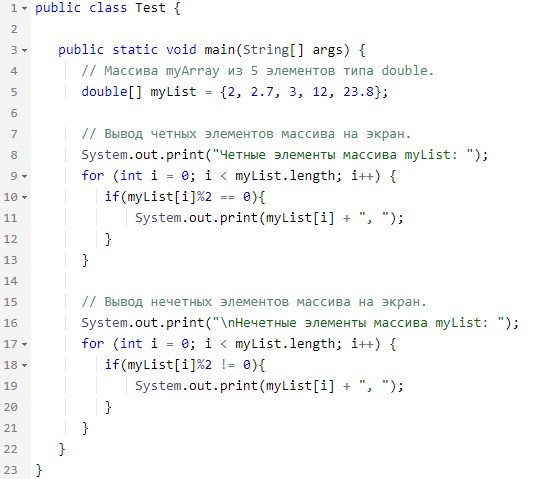 1 public class Test {
2
3 public static void main(String[] args) {
4 // Массива myArray из 5 элементов типа double.
5 double[] myList = {2, 2.7, 3, 12, 23.8};
6
7 // Вывод четных элементов массива на экран.
8 System.out.print("Четные элементы массива myList: ");
9 for (int i = 0; i < myList.length; i++) {
10 if(myList[i]%2 == 0){
11 System.out.print(myList[i] + ", ");
12 }
13 }
14
15 // Вывод нечетных элементов массива на экран.
16 System.out.print("\nНечетные элементы массива myList: ");
17 for (int i = 0; i < myList.length; i++) {
18 if(myList[i]%2 != 0){
19 System.out.print(myList[i] + ", ");
20 }
21 }
22 }
23 }